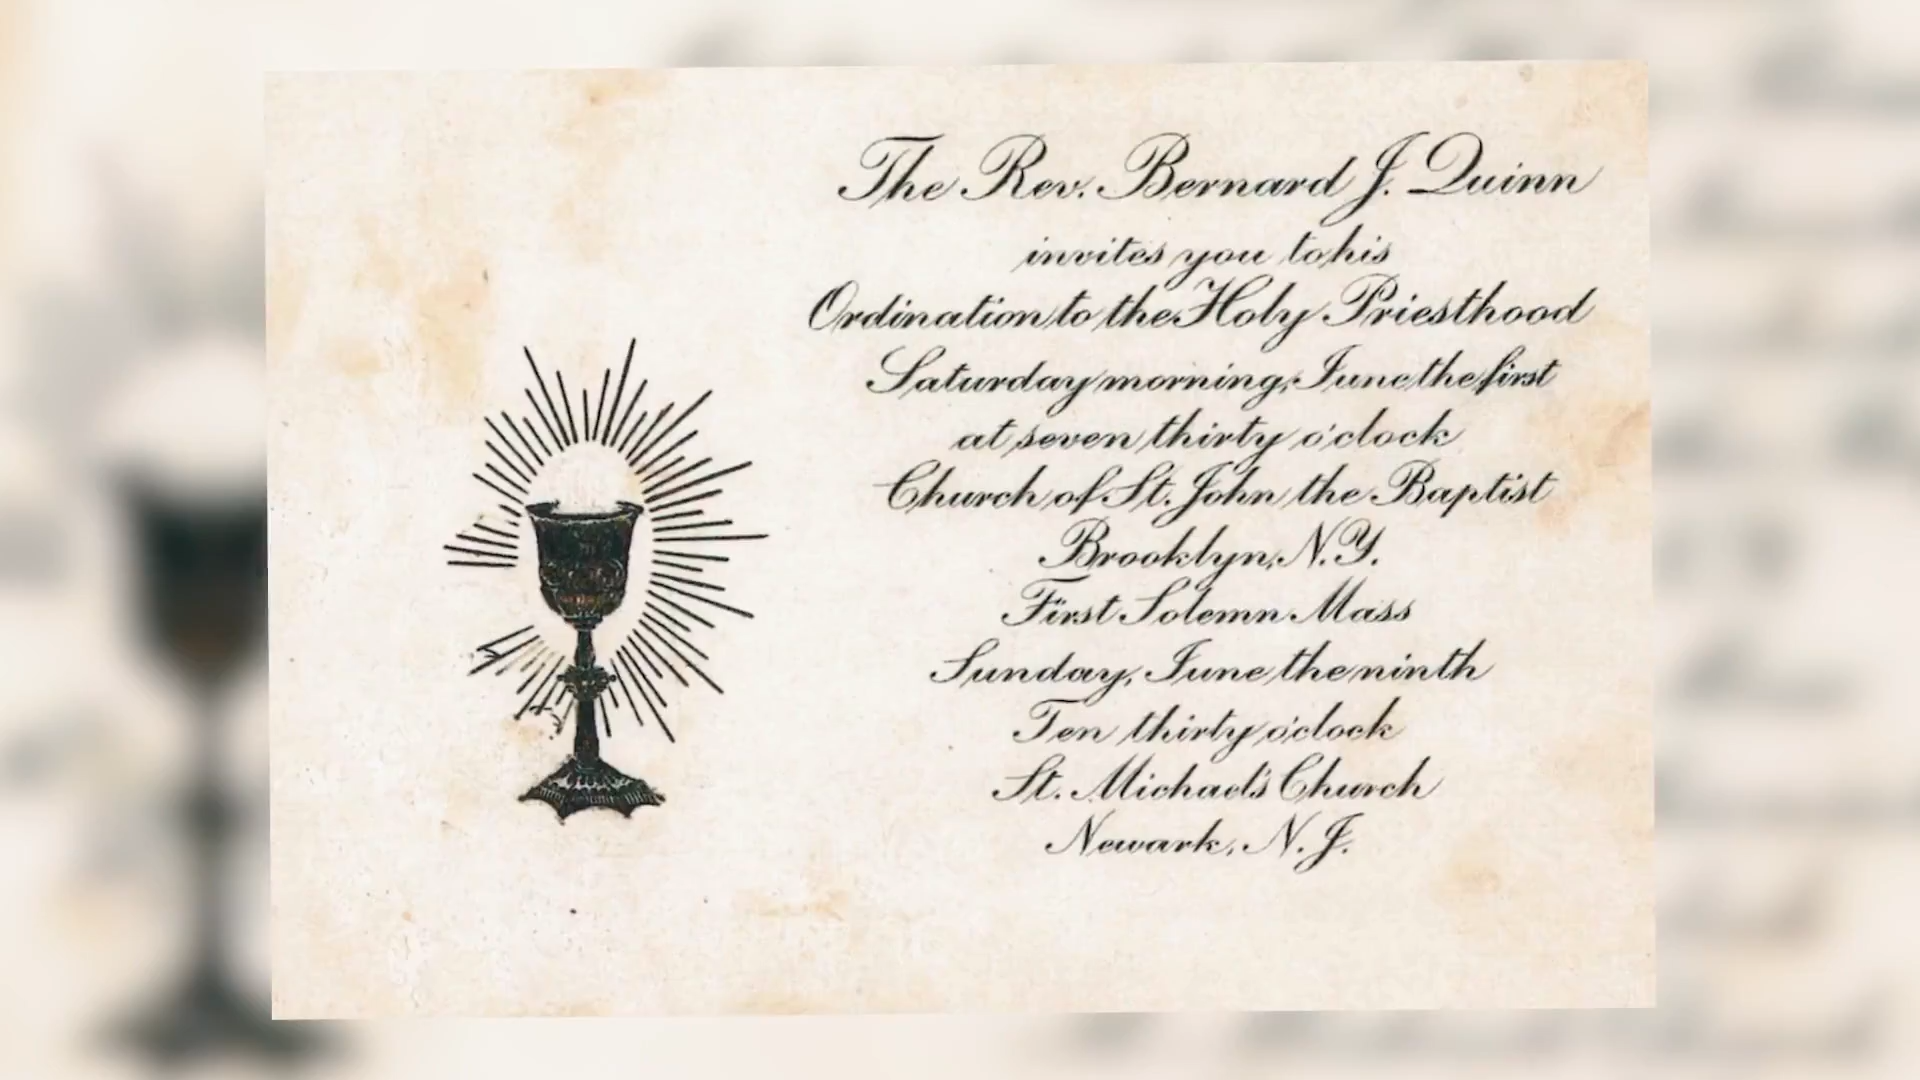 The Rev. Bernard J. Quinn
invites you to his
Ordination to the Holy Priesthood
Saturday morning, June the first
at seven thirty o'clock
Church of St. John the Baptist
Brooklyn, N.Y.
First Solemn Mass
Sunday, June the ninth
Ten thirty o'clock
St. Michael's Church
Newark, N.J.